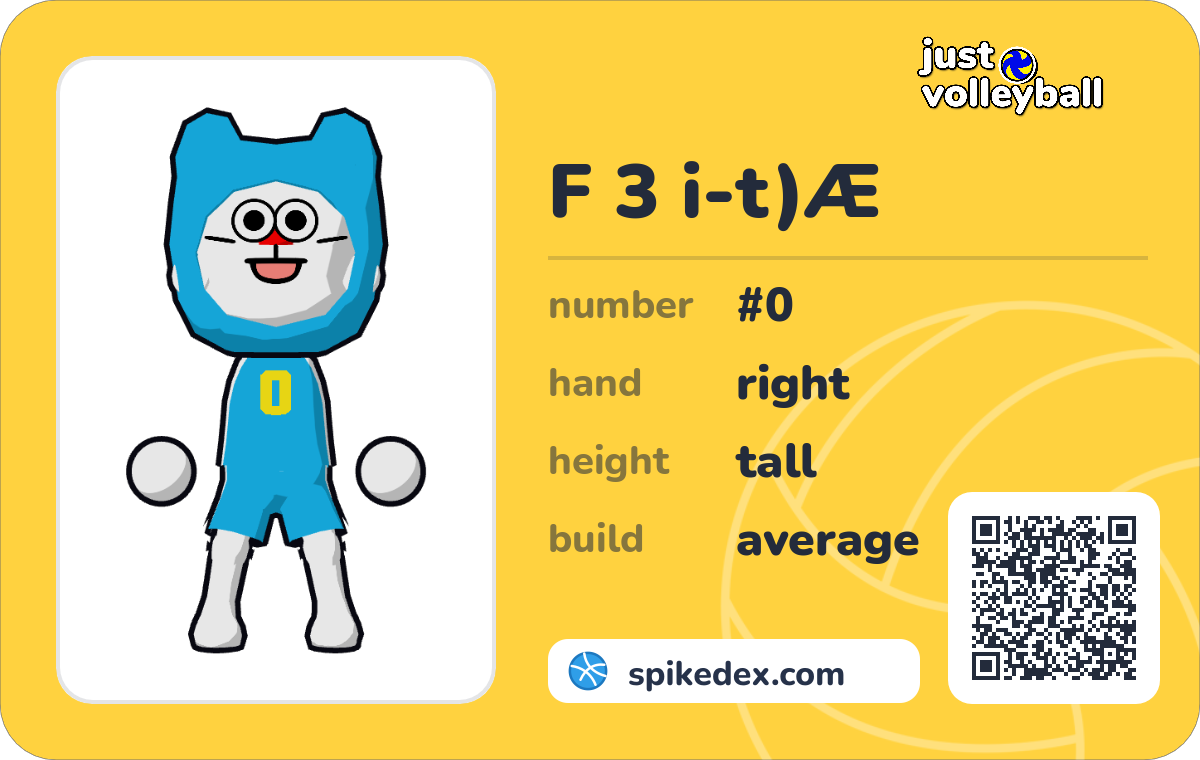 just
volleyball
F 3 i-t)Æ
number #0
hand right
height tall
build average
0
spikedex.com